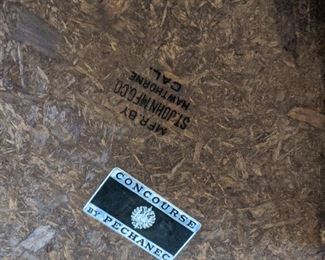 MFR.BY
ST.JOHN MFG.CO.
HAWTHORNE
CAL.
CONCOURSE
BY PECHANEC